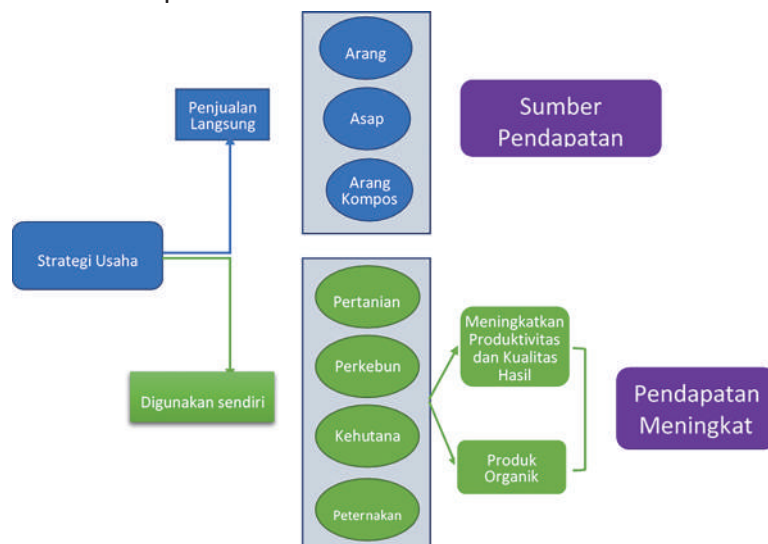 Arang
Penjualan
Langsung
Asap
Sumber
Pendapatan
Arang
Kompos
Strategi Usaha
Pertanian
Perkebun
Kehutana
Peternakan
Digunakan sendiri
Meningkatkan
Produktivitas
dan Kualitas
Hasil
Produk
Organik
Pendapatan
Meningkat